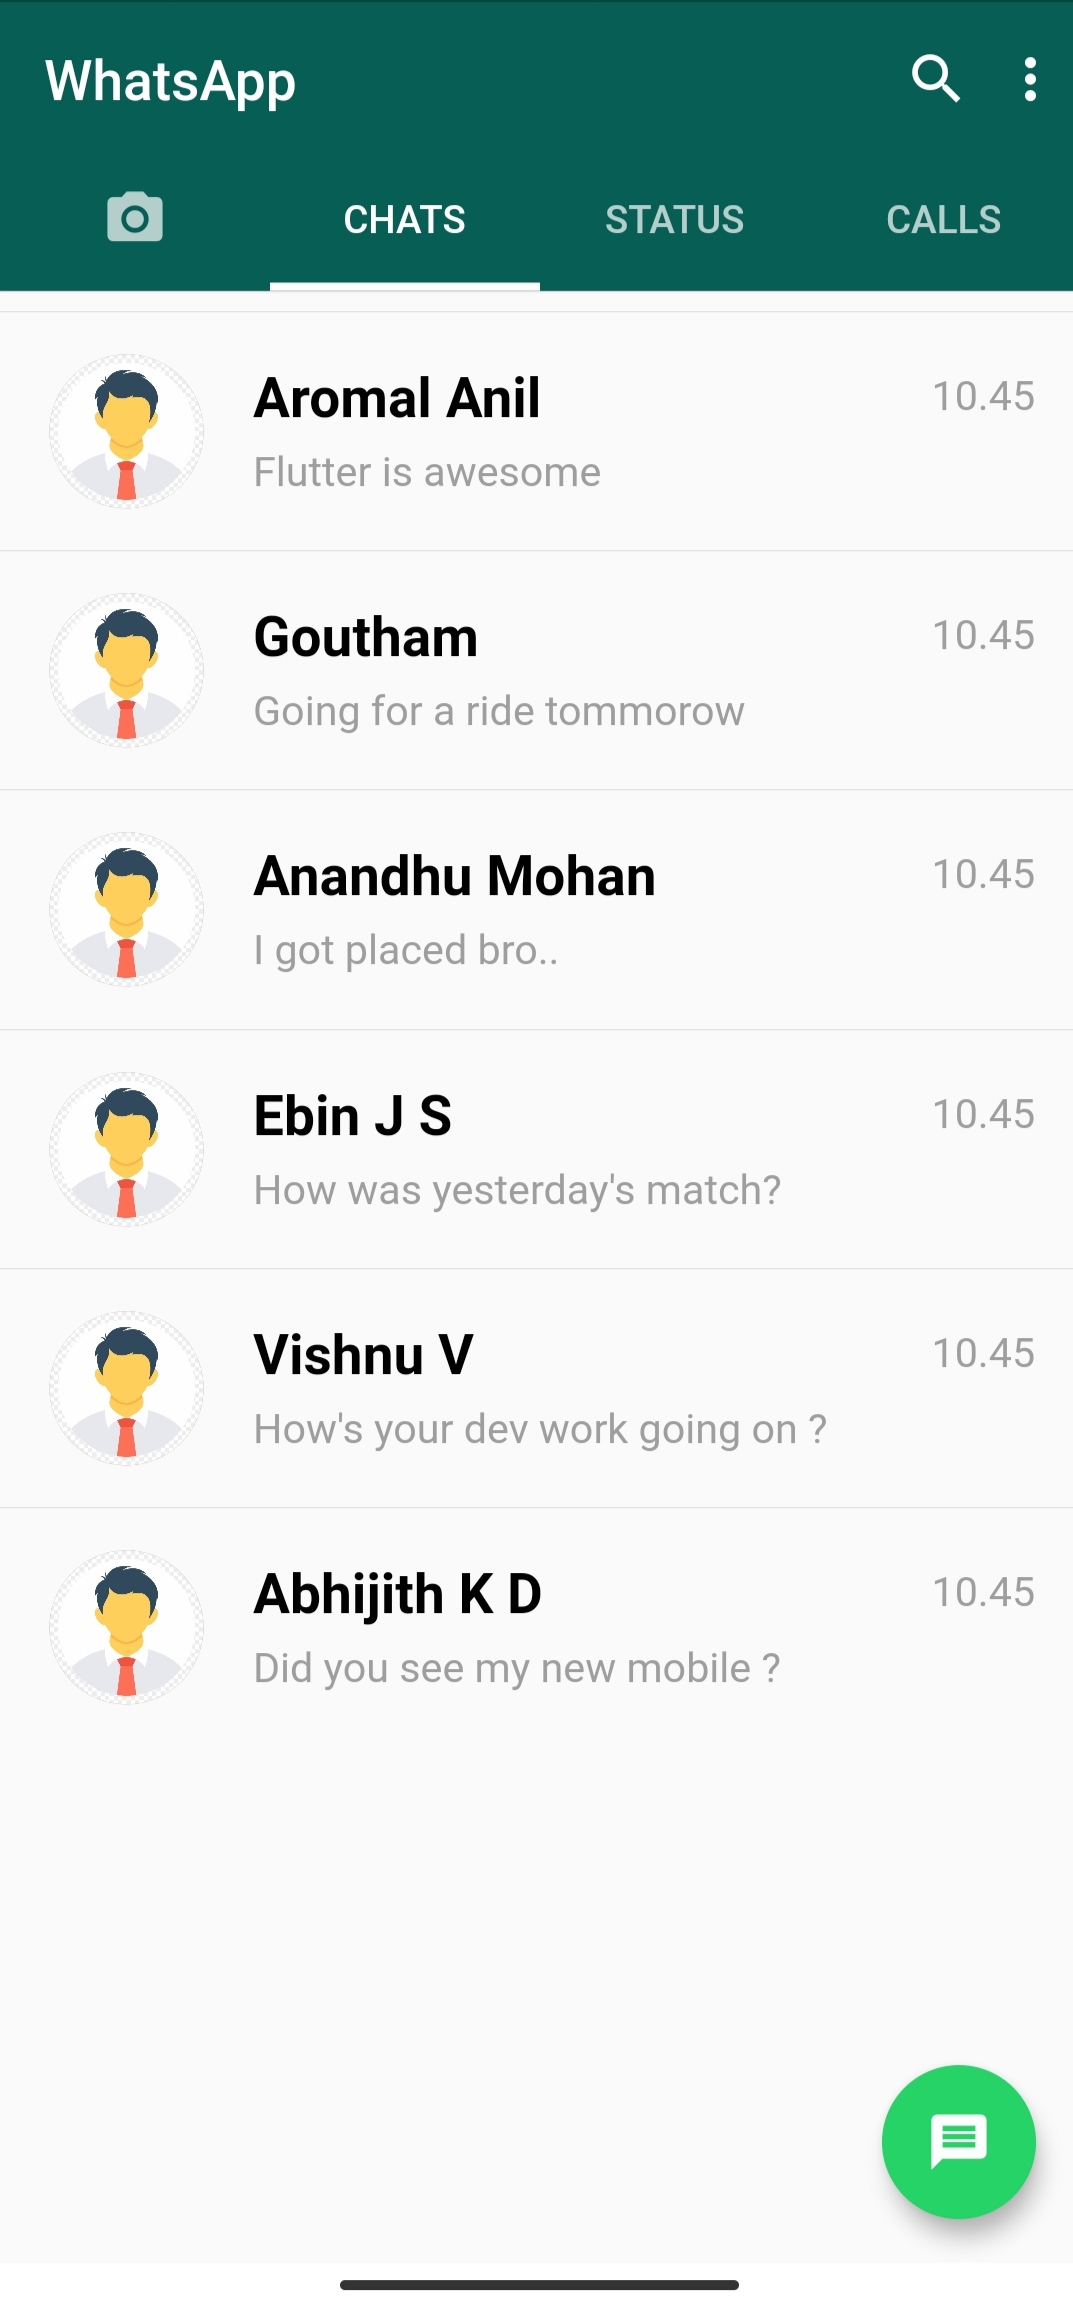 WhatsApp
CHATS STATUS CALLS
Aromal Anil 10.45
Flutter is awesome
Goutham 10.45
Going for a ride tommorow
Anandhu Mohan 10.45
I got placed bro..
Ebin J S 10.45
How was yesterday's match?
Vishnu V 10.45
How's your dev work going on ?
Abhijith K D 10.45
Did you see my new mobile ?